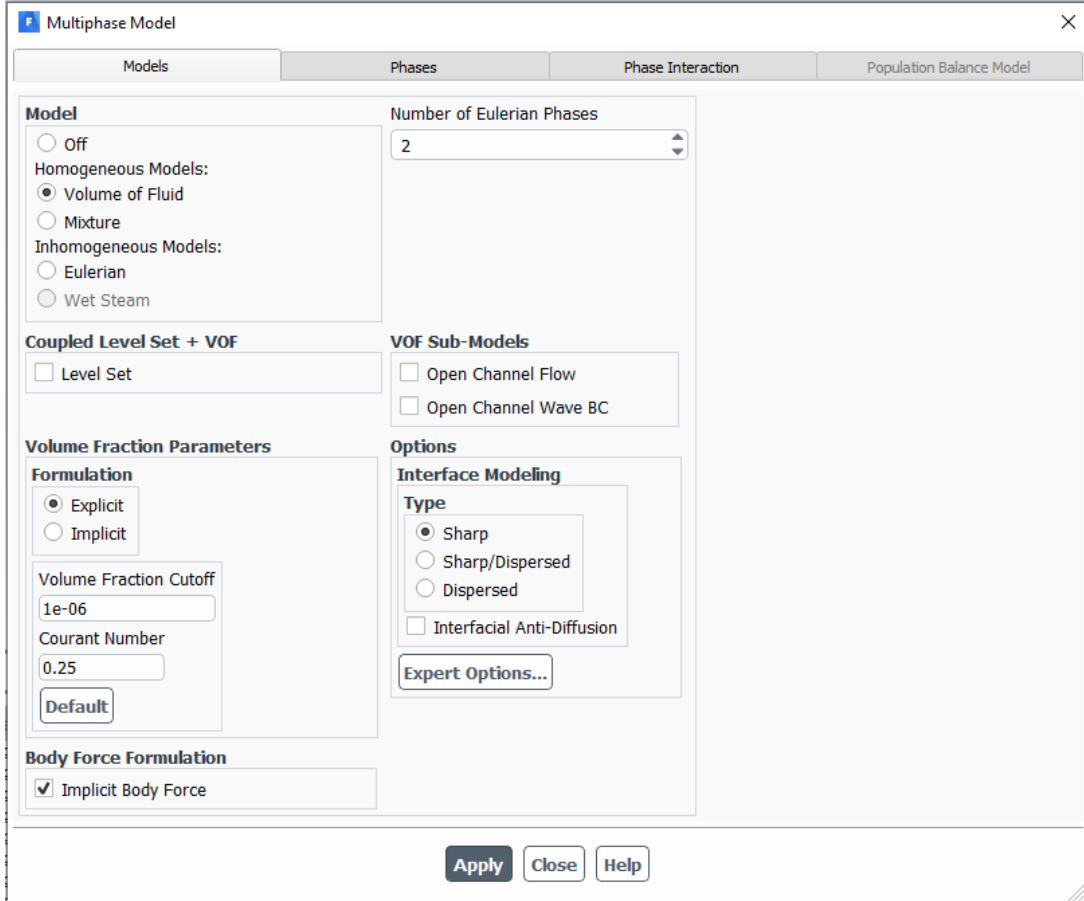 Multiphase Model
Models
Phases
Phase Interaction
Population Balance Model
Model
Off
Homogeneous Models:
Volume of Fluid
Mixture
Inhomogeneous Models:
Eulerian
Wet Steam
Number of Eulerian Phases
2
Coupled Level Set + VOF
Level Set
VOF Sub-Models
Open Channel Flow
Open Channel Wave BC
Volume Fraction Parameters
Formulation
Explicit
Implicit
Volume Fraction Cutoff
1e-06
Courant Number
0.25
Default
Options
Interface Modeling
Type
Sharp
Sharp/Dispersed
Dispersed
Interfacial Anti-Diffusion
Expert Options...
Body Force Formulation
Implicit Body Force
Apply
Close
Help